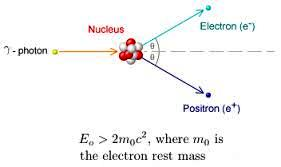 Nucleus
Electron (e⁻)
γ - photon
θ
θ
Positron (e⁺)
E₀ > 2m₀c², where m₀ is
the electron rest mass